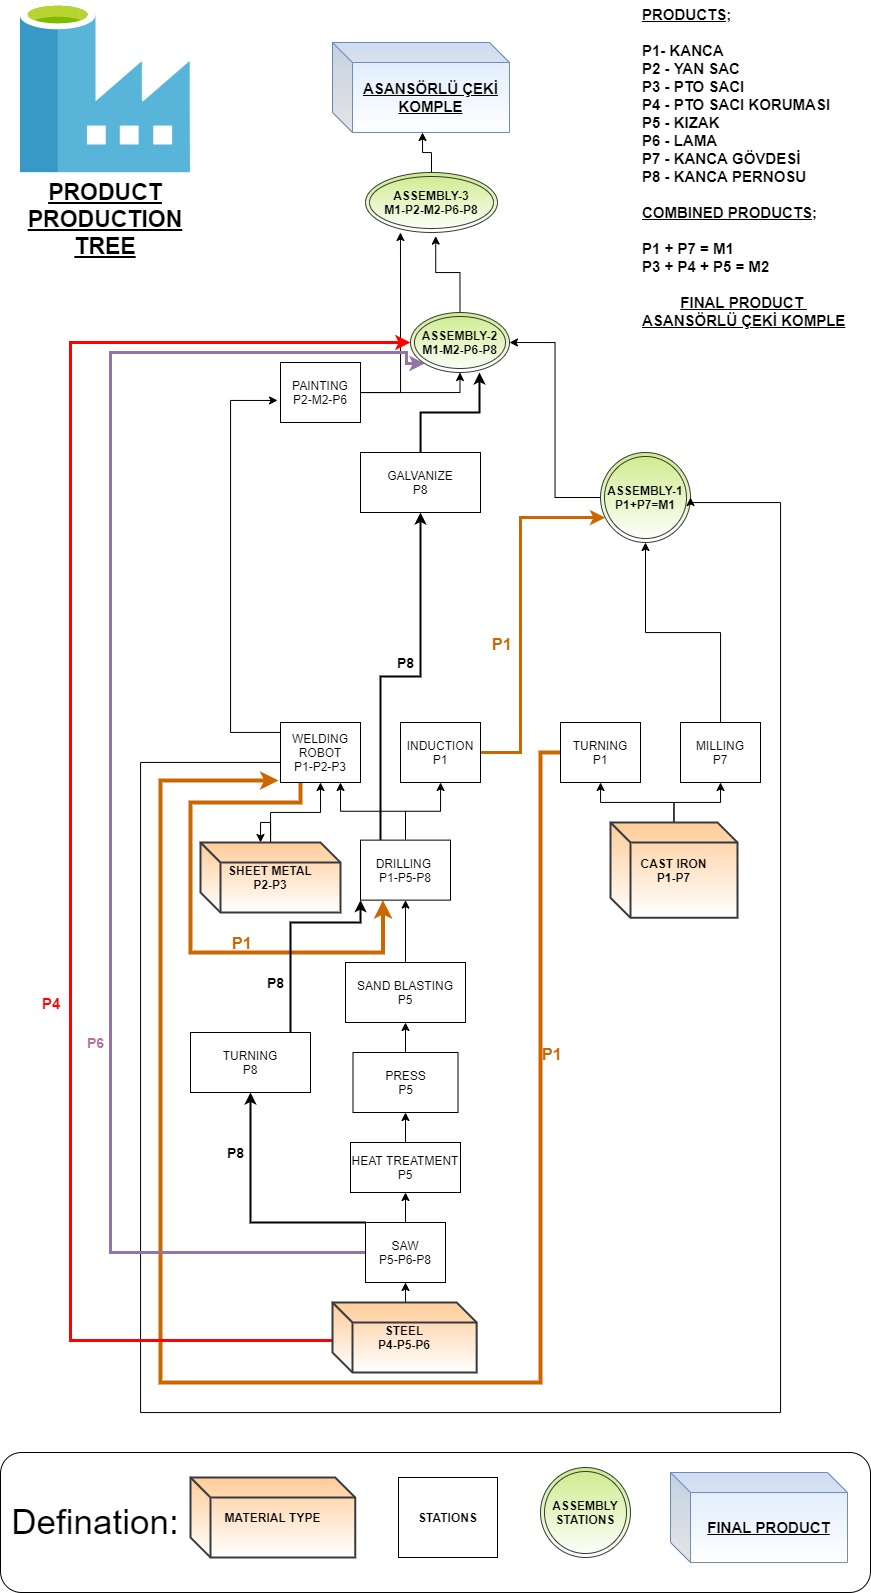 PRODUCT
PRODUCTION
TREE
ASANSÖRLÜ ÇEKİ
KOMPLE
PRODUCTS;
P1- KANCA
P2 - YAN SAC
P3 - PTO SACI
P4 - PTO SACI KORUMASI
P5 - KIZAK
P6 - LAMA
P7 - KANCA GÖVDESİ
P8 - KANCA PERNOSU
COMBINED PRODUCTS;
P1 + P7 = M1
P3 + P4 + P5 = M2
FINAL PRODUCT
ASANSÖRLÜ ÇEKİ KOMPLE
ASSEMBLY-3
M1-P2-M2-P6-P8
ASSEMBLY-2
M1-M2-P6-P8
PAINTING
P2-M2-P6
GALVANIZE
P8
ASSEMBLY-1
P1+P7=M1
P1
P8
WELDING
ROBOT
P1-P2-P3
INDUCTION
P1
TURNING
P1
MILLING
P7
SHEET METAL
P2-P3
DRILLING
P1-P5-P8
CAST IRON
P1-P7
P1
P8
SAND BLASTING
P5
P4
P6
TURNING
P8
PRESS
P5
P1
P8
HEAT TREATMENT
P5
SAW
P5-P6-P8
STEEL
P4-P5-P6
Defination:
MATERIAL TYPE
STATIONS
ASSEMBLY
STATIONS
FINAL PRODUCT